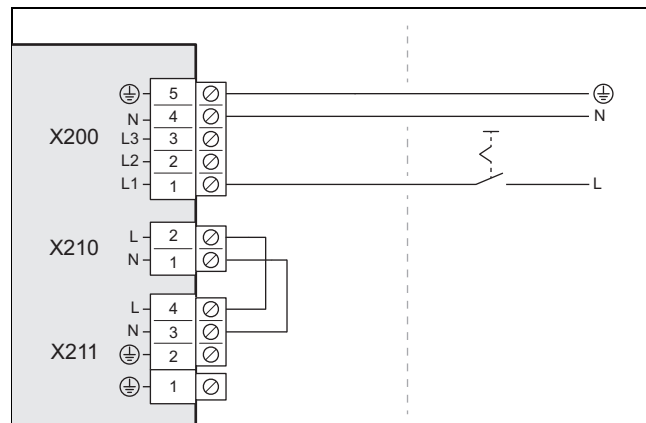 ⏚ 5 ⏚
N 4 N
X200 L3 3
L2 2
L1 1 L
L 2
X210 N 1
L 4
N 3
X211 ⏚ 2
⏚ 1